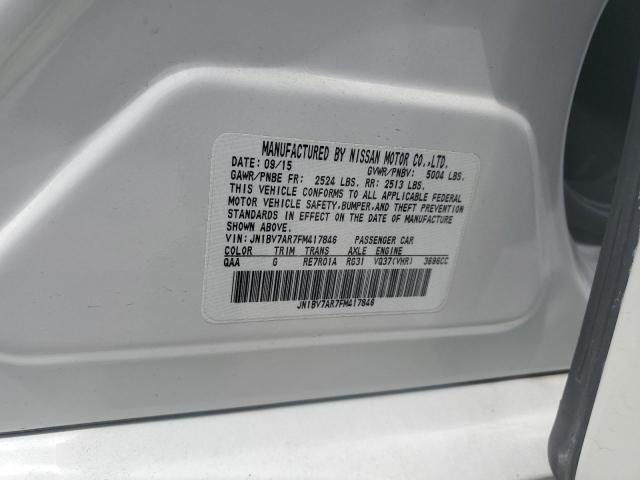 MANUFACTURED BY NISSAN MOTOR CO.,LTD.
DATE: 09/15 GVWR/PNBV: 5004 LBS.
GAWR/PNBE FR: 2524 LBS. RR: 2513 LBS.
THIS VEHICLE CONFORMS TO ALL APPLICABLE FEDERAL
MOTOR VEHICLE SAFETY,BUMPER,AND THEFT PREVENTION
STANDARDS IN EFFECT ON THE DATE OF MANUFACTURE
SHOWN ABOVE.
VIN: JN1BV7AR7FM417846 PASSENGER CAR
COLOR TRIM TRANS AXLE ENGINE
QAA G RE7R01A RG31 VQ37(VHR) 3696CC
JN1BV7AR7FM417846